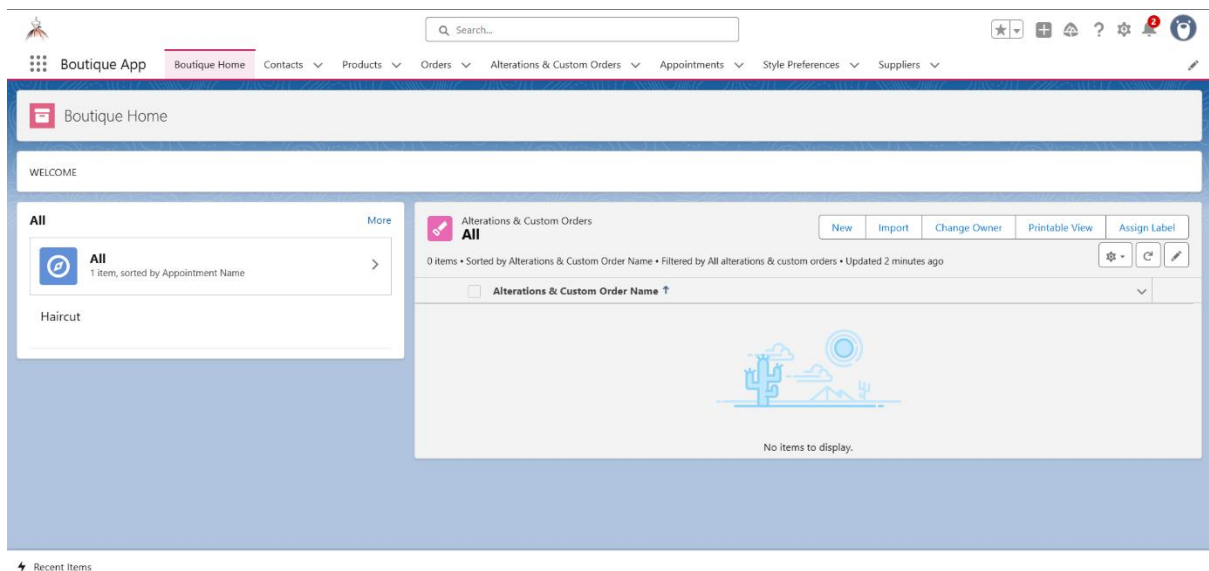 Search...
2
Boutique App Boutique Home Contacts Products Orders Alterations & Custom Orders Appointments Style Preferences Suppliers
Boutique Home
WELCOME
All More
All
1 item, sorted by Appointment Name
Haircut
Alterations & Custom Orders
All
New Import Change Owner Printable View Assign Label
0 items • Sorted by Alterations & Custom Order Name • Filtered by All alterations & custom orders • Updated 2 minutes ago
Alterations & Custom Order Name ↑
No items to display.
Recent Items